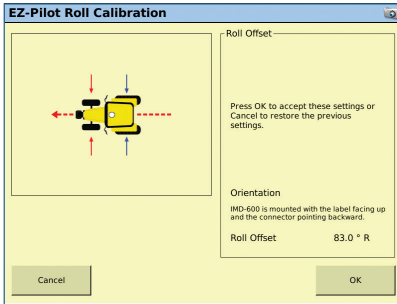 EZ-Pilot Roll Calibration
Roll Offset
Press OK to accept these settings or
Cancel to restore the previous
settings.
Orientation
IMD-600 is mounted with the label facing up
and the connector pointing backward.
Roll Offset 83.0 ° R
Cancel OK